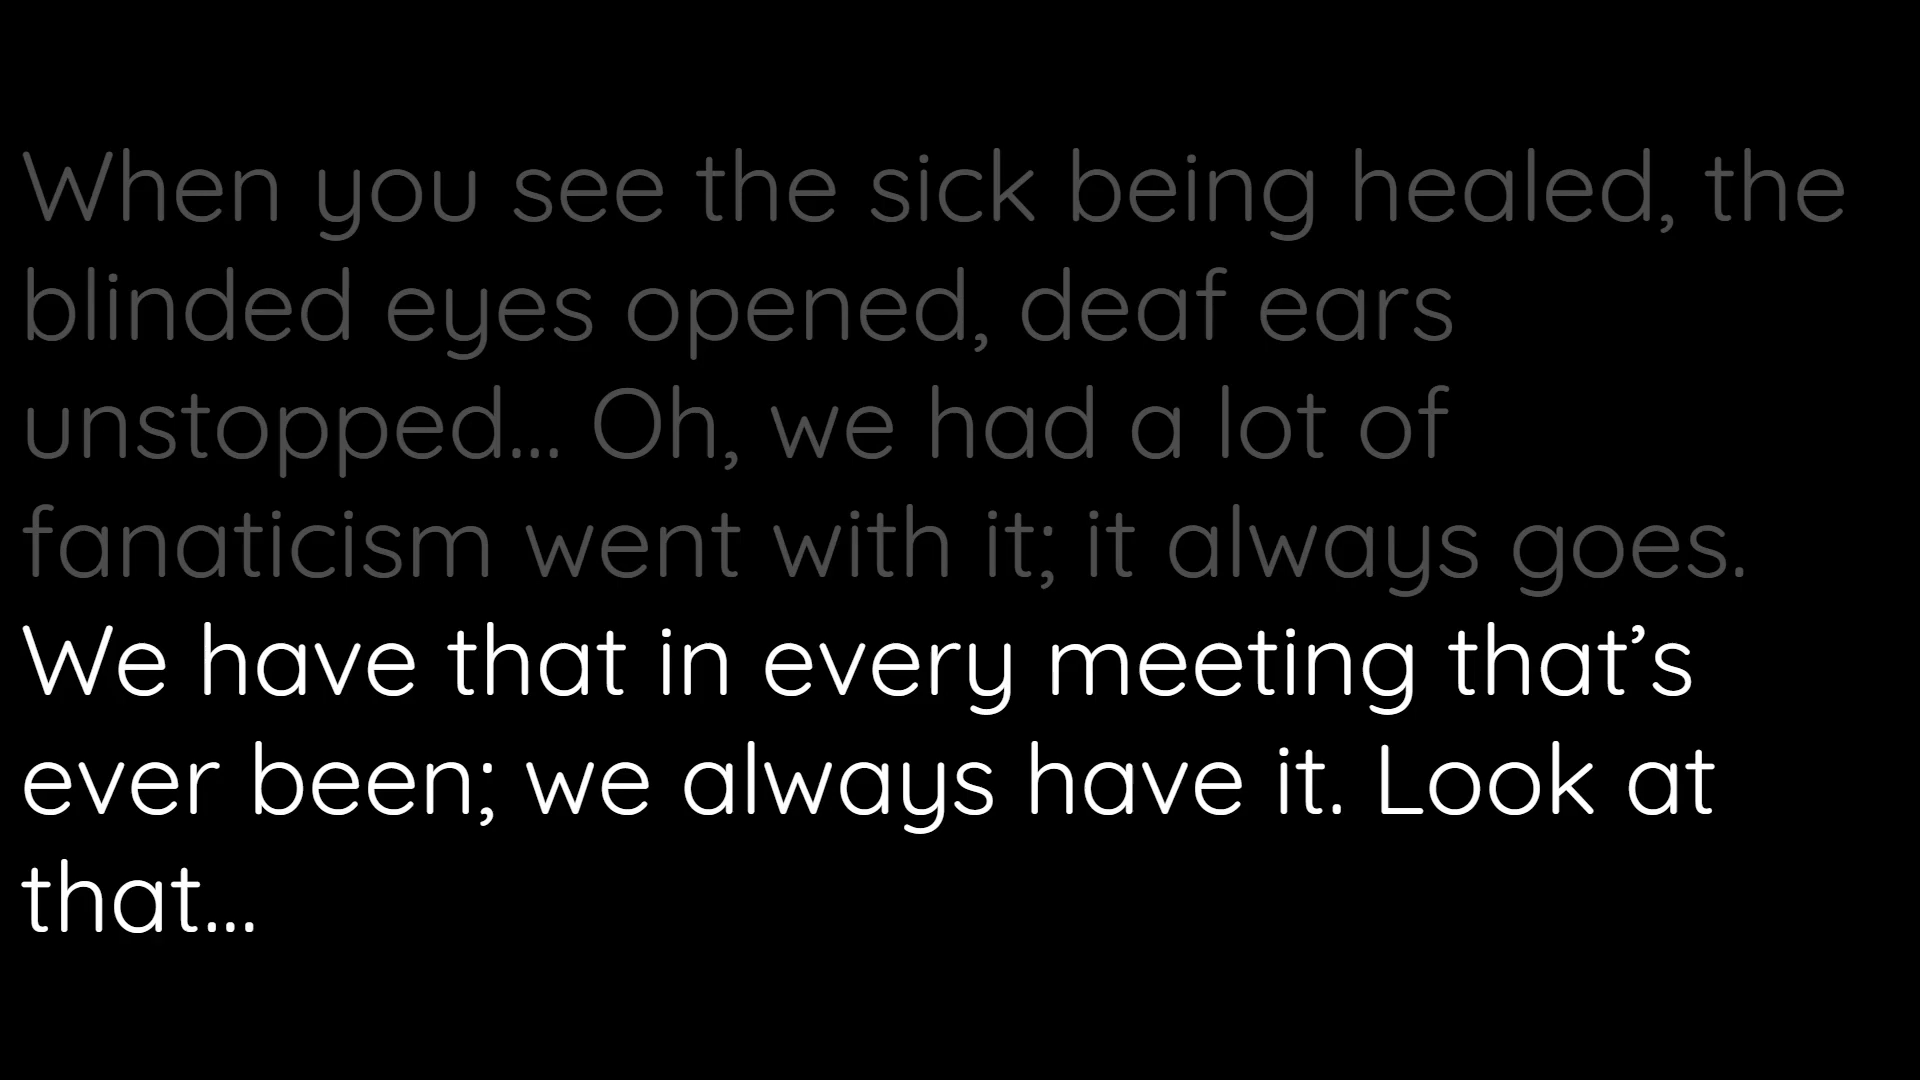 When you see the sick being healed, the
blinded eyes opened, deaf ears
unstopped... Oh, we had a lot of
fanaticism went with it; it always goes.
We have that in every meeting that’s
ever been; we always have it. Look at
that...